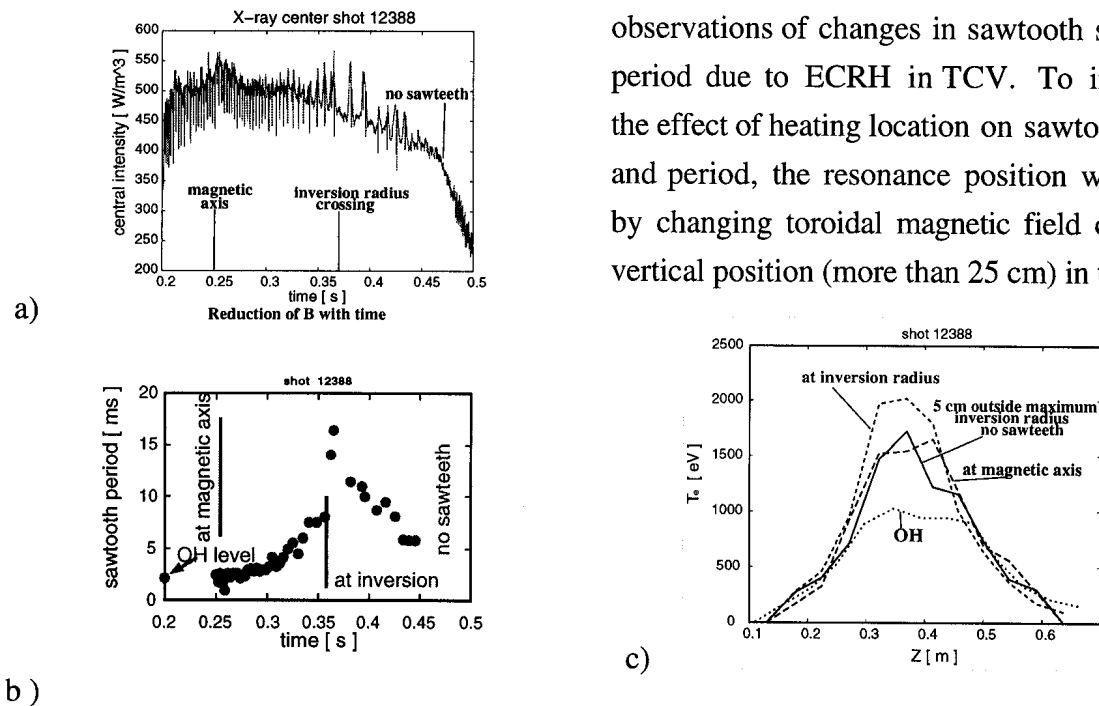 X-ray center shot 12388
600
550
500
450
400
350
300
250
200
central intensity [ W/m^3 ]
no sawteeth
magnetic
axis
inversion radius
crossing
0.2 0.25 0.3 0.35 0.4 0.45 0.5
time [ s ]
Reduction of B with time
a)
shot 12388
20
15
10
5
0
sawtooth period [ ms ]
at magnetic axis
OH level
at inversion
no sawteeth
0.2 0.25 0.3 0.35 0.4 0.45 0.5
time [ s ]
b )
observations of changes in sawtooth
period due to ECRH in TCV. To
the effect of heating location on
and period, the resonance position
by changing toroidal magnetic field
vertical position (more than 25 cm) in
shot 12388
2500
2000
1500
1000
500
0
Te [ eV ]
at inversion radius
5 cm outside maximum
inversion radius
no sawteeth
at magnetic axis
OH
0.1 0.2 0.3 0.4 0.5 0.6
Z [ m ]
c)